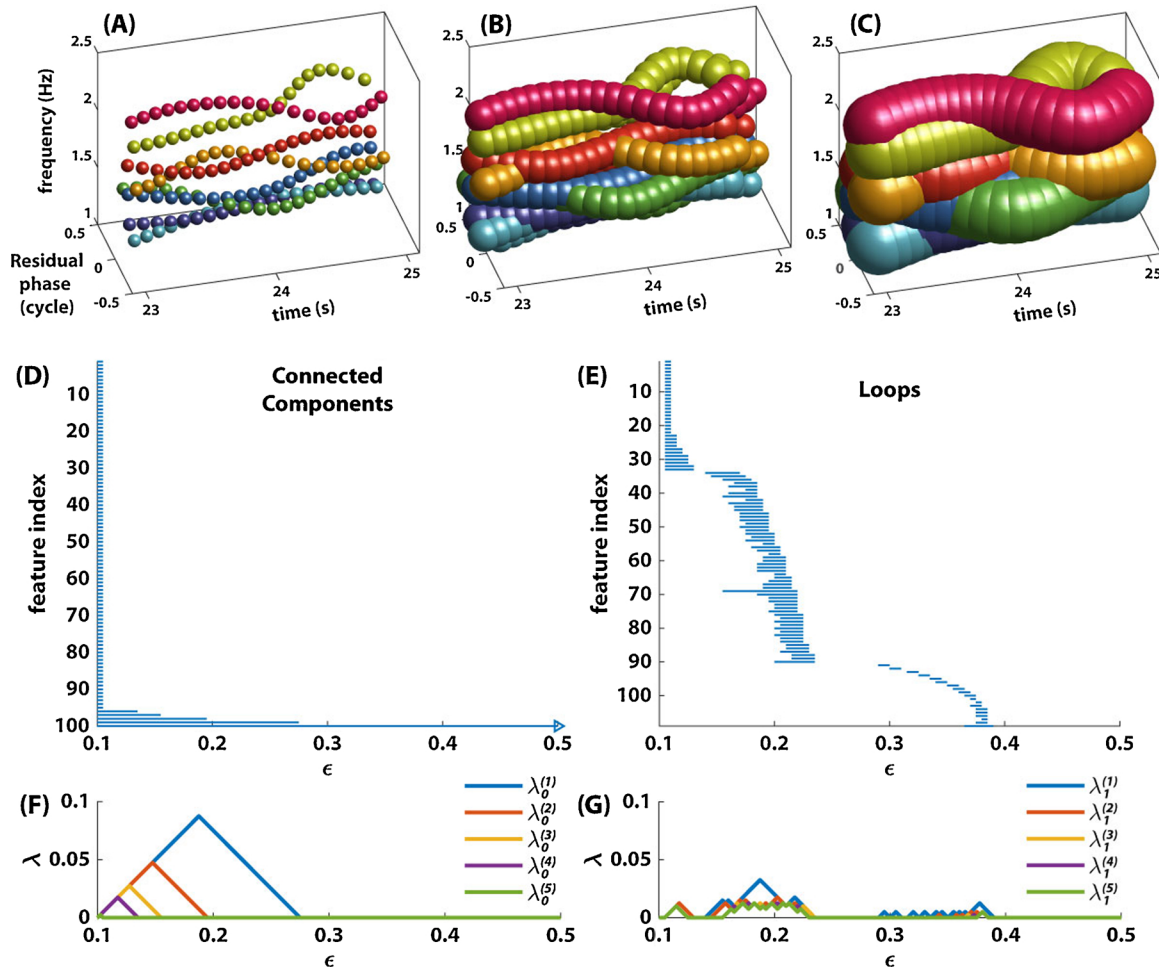 (A)
2.5
2
1.5
1
0.5
0
-0.5
frequency (Hz)
Residual
phase
(cycle)
23
24
25
time (s)
(B)
2.5
2
1.5
1
0.5
0
-0.5
23
24
25
time (s)
(C)
2.5
2
1.5
1
0.5
0
-0.5
23
24
25
time (s)
(D)
Connected
Components
feature index
10
20
30
40
50
60
70
80
90
100
0.1
0.2
0.3
0.4
0.5
ϵ
(E)
Loops
feature index
10
20
30
40
50
60
70
80
90
100
0.1
0.2
0.3
0.4
0.5
ϵ
(F)
0.1
0.05
0
λ
λ₀⁽¹⁾
λ₀⁽²⁾
λ₀⁽³⁾
λ₀⁽⁴⁾
λ₀⁽⁵⁾
0.1
0.2
0.3
0.4
0.5
ϵ
(G)
0.1
0.05
0
λ
λ₁⁽¹⁾
λ₁⁽²⁾
λ₁⁽³⁾
λ₁⁽⁴⁾
λ₁⁽⁵⁾
0.1
0.2
0.3
0.4
0.5
ϵ